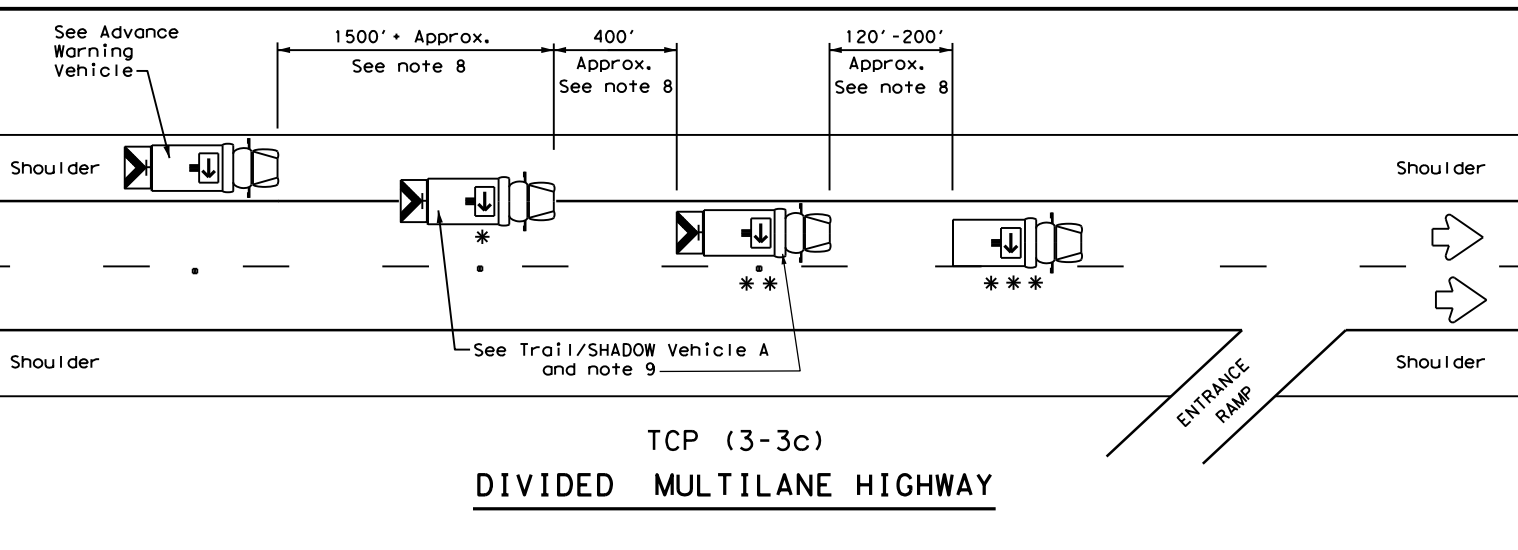 See Advance
Warning
Vehicle
1500'+ Approx.
See note 8
400'
Approx.
See note 8
120'-200'
Approx.
See note 8
Shoulder
Shoulder
*
* *
* * *
See Trail/SHADOW Vehicle A
and note 9
Shoulder
Shoulder
ENTRANCE
RAMP
TCP (3-3c)
DIVIDED MULTILANE HIGHWAY